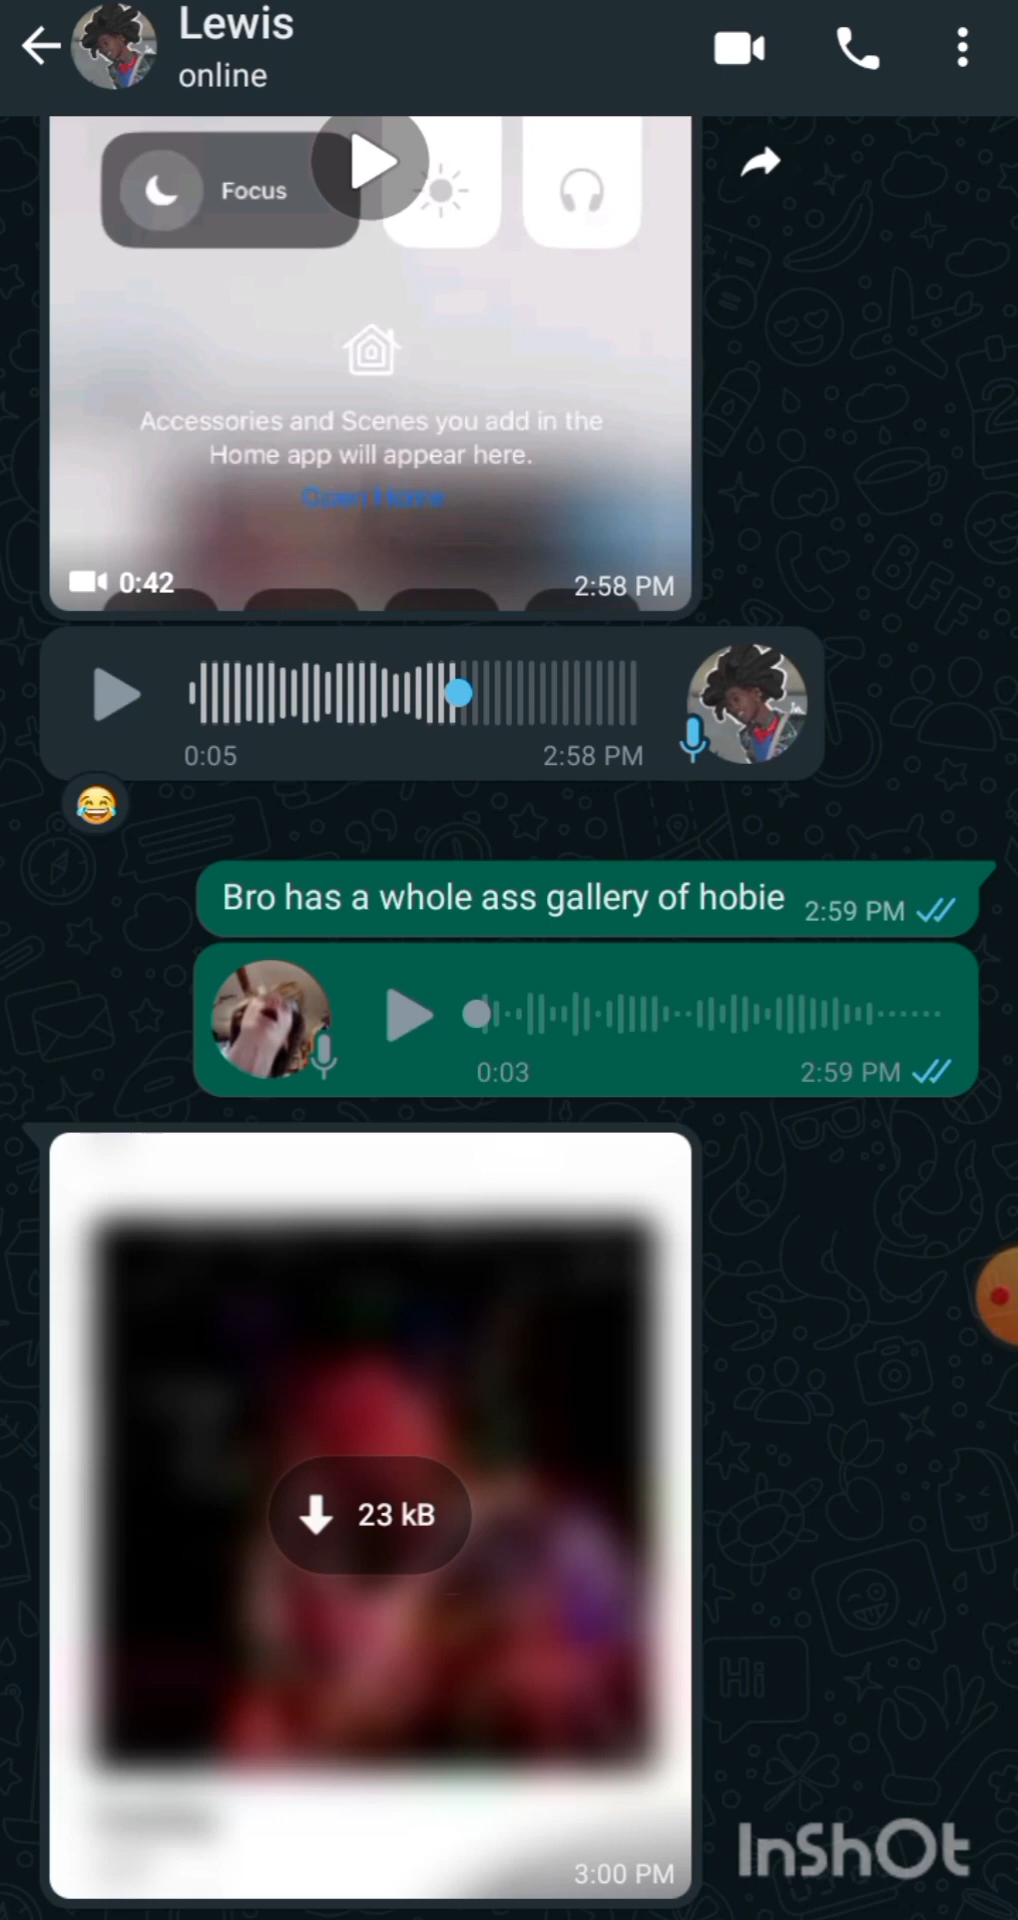 Lewis
online
Focus
Accessories and Scenes you add in the
Home app will appear here.
Open Home
0:42
2:58 PM
0:05
2:58 PM
Bro has a whole ass gallery of hobie
2:59 PM
0:03
2:59 PM
23 kB
3:00 PM
InShOt